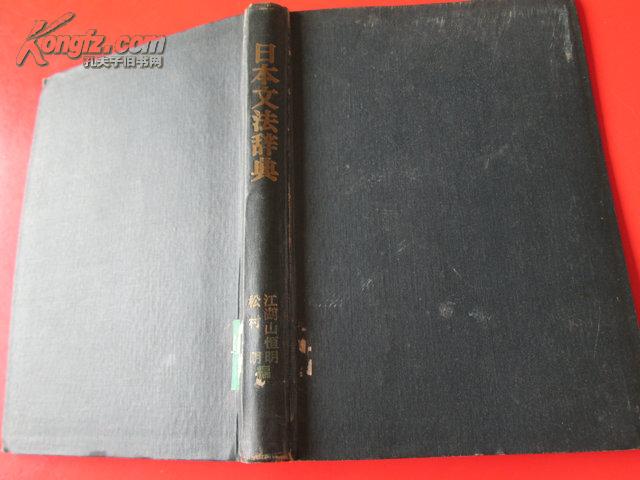 Kongfz.com
孔夫子旧书网
日本文法辞典
江湖山恒明
松村 明 編